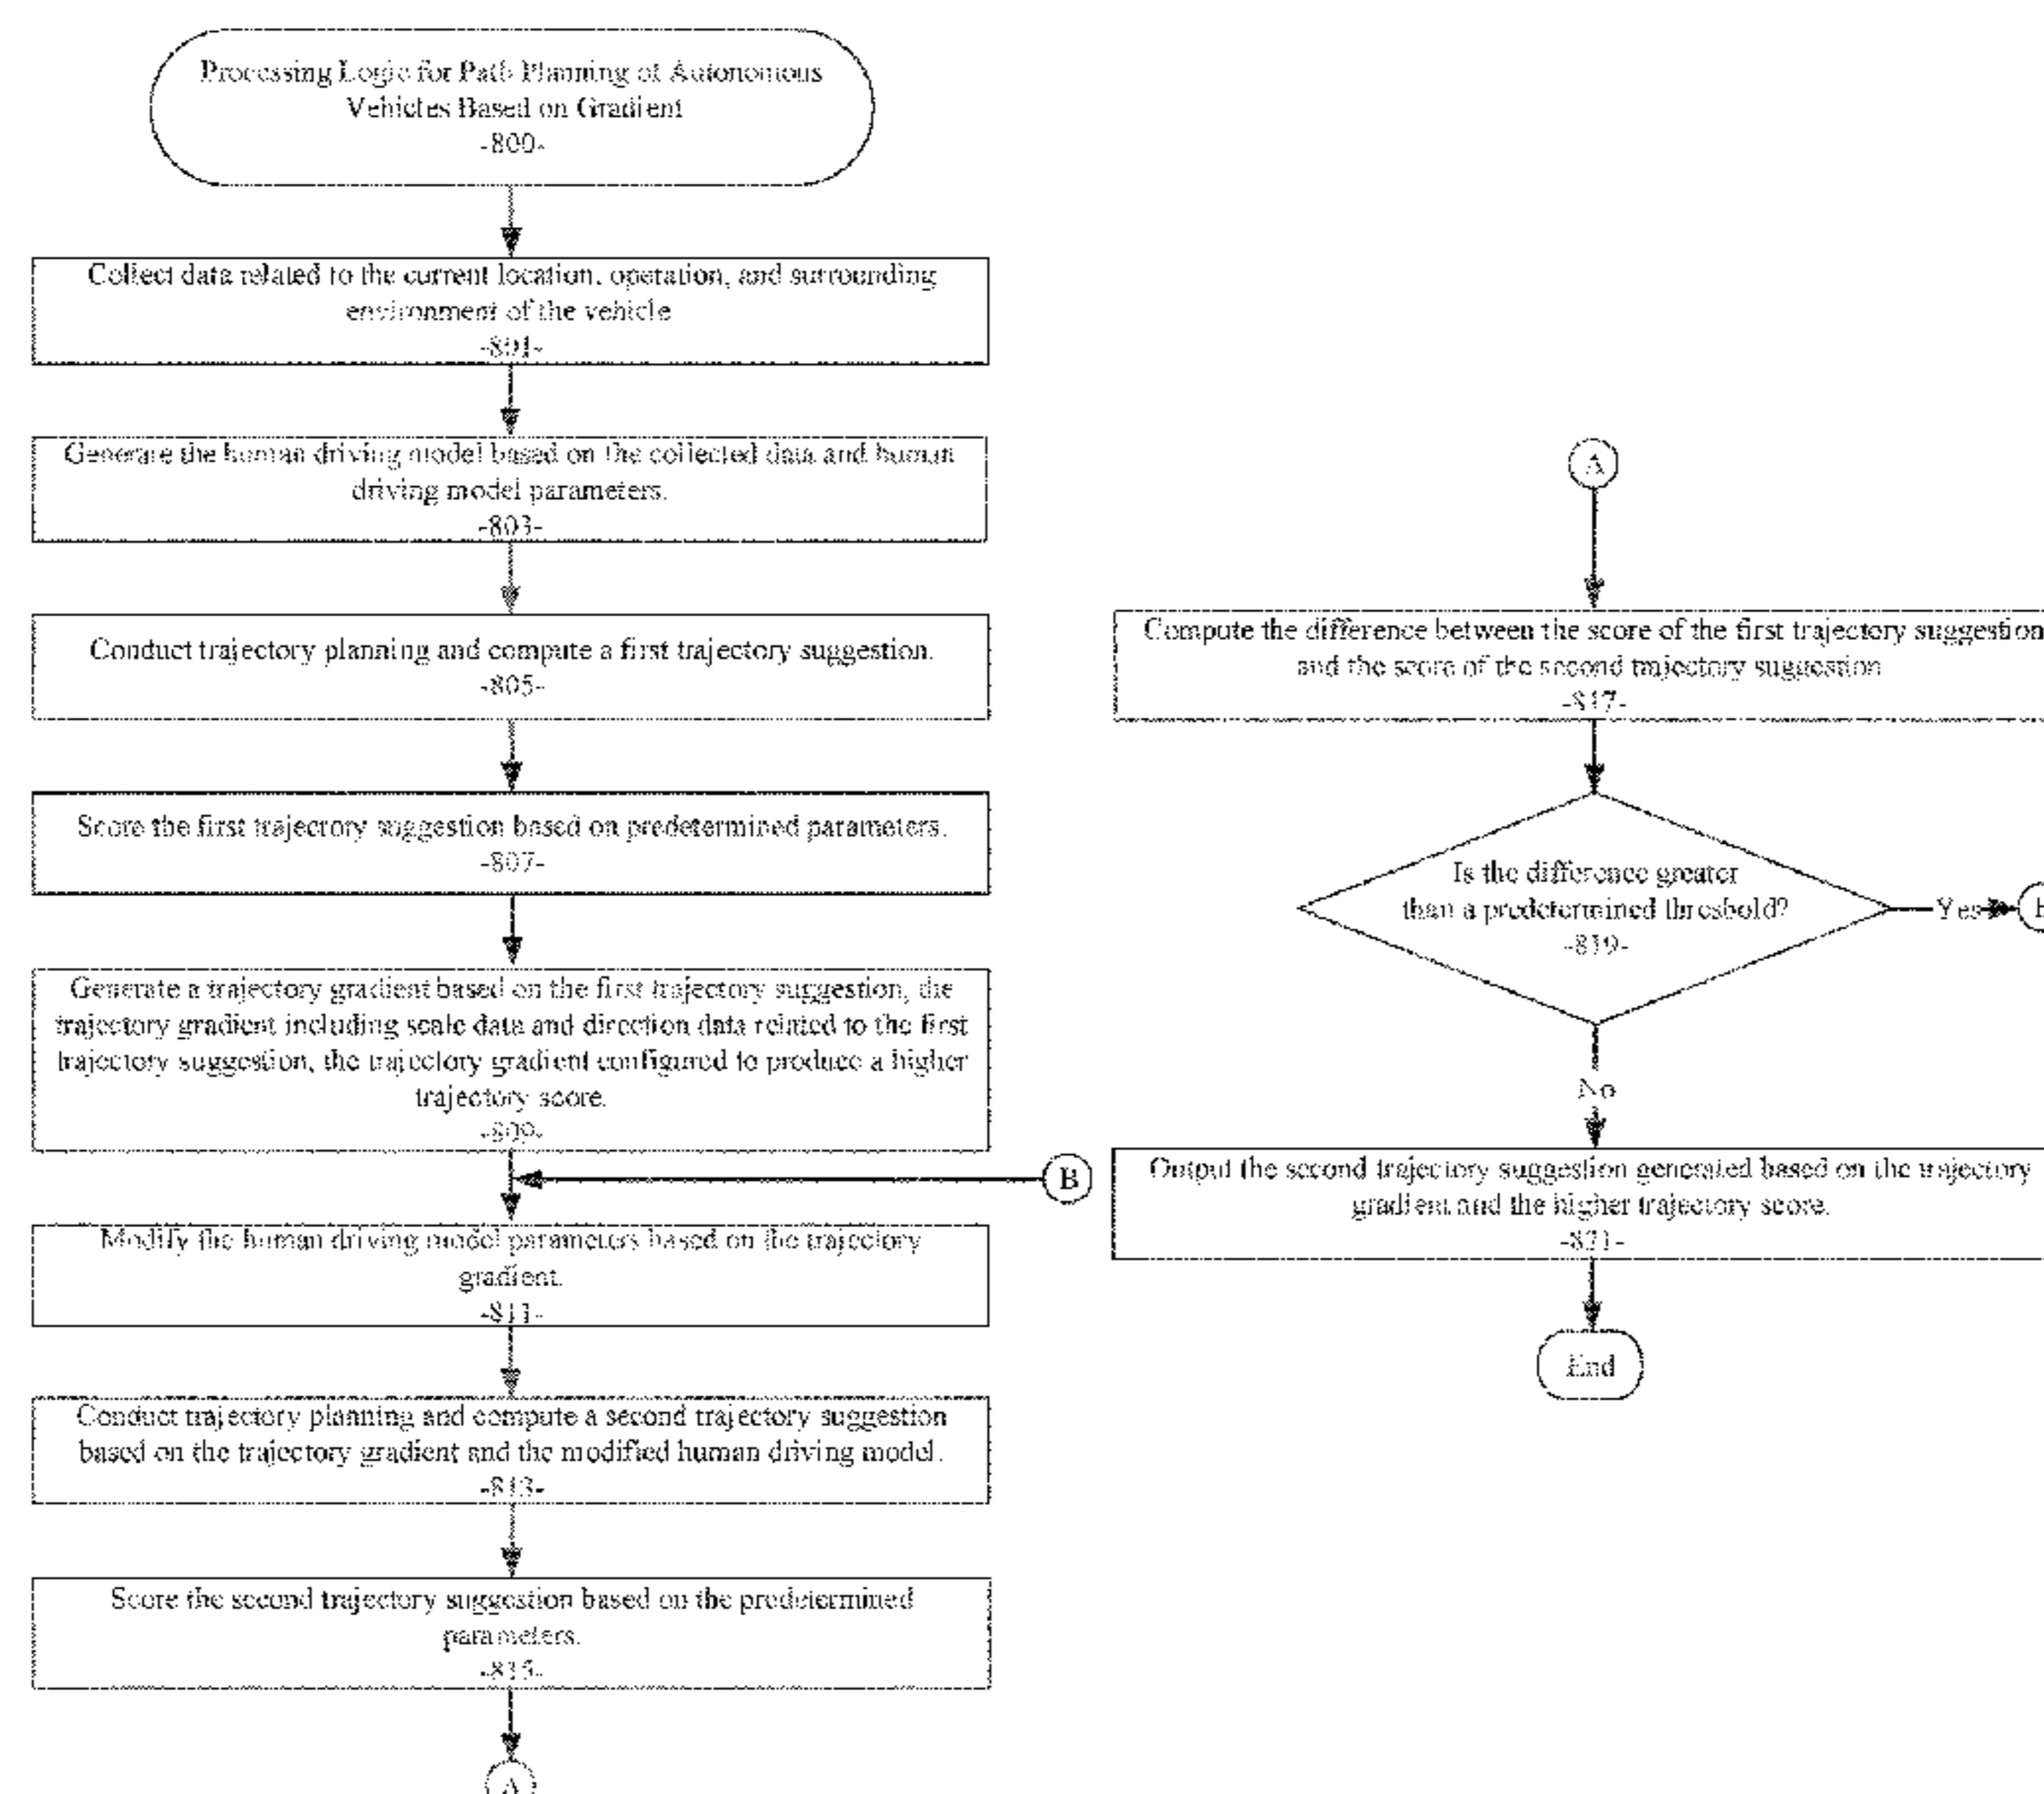 Processing Logic for Path Planning of Autonomous
Vehicles Based on Gradient
-800-
Collect data related to the current location, operation, and surrounding
environment of the vehicle
-801-
Generate the human driving model based on the collected data and human
driving model parameters.
-803-
Conduct trajectory planning and compute a first trajectory suggestion.
-805-
Score the first trajectory suggestion based on predetermined parameters.
-807-
Generate a trajectory gradient based on the first trajectory suggestion, the
trajectory gradient including scale data and direction data related to the first
trajectory suggestion, the trajectory gradient configured to produce a higher
trajectory score.
-809-
B
Modify the human driving model parameters based on the trajectory
gradient.
-811-
Conduct trajectory planning and compute a second trajectory suggestion
based on the trajectory gradient and the modified human driving model.
-813-
Score the second trajectory suggestion based on the predetermined
parameters.
-815-
A
A
Compute the difference between the score of the first trajectory suggestion
and the score of the second trajectory suggestion
-817-
Is the difference greater
than a predetermined threshold?
-819-
Yes
No
Output the second trajectory suggestion generated based on the trajectory
gradient and the higher trajectory score.
-821-
End